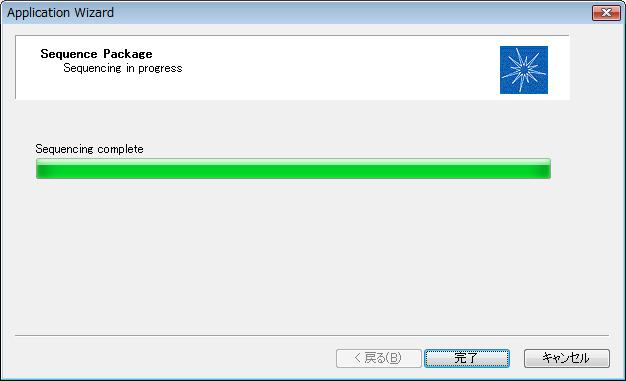 Application Wizard
Sequence Package
Sequencing in progress
Sequencing complete
< 戻る(B)
完了
キャンセル